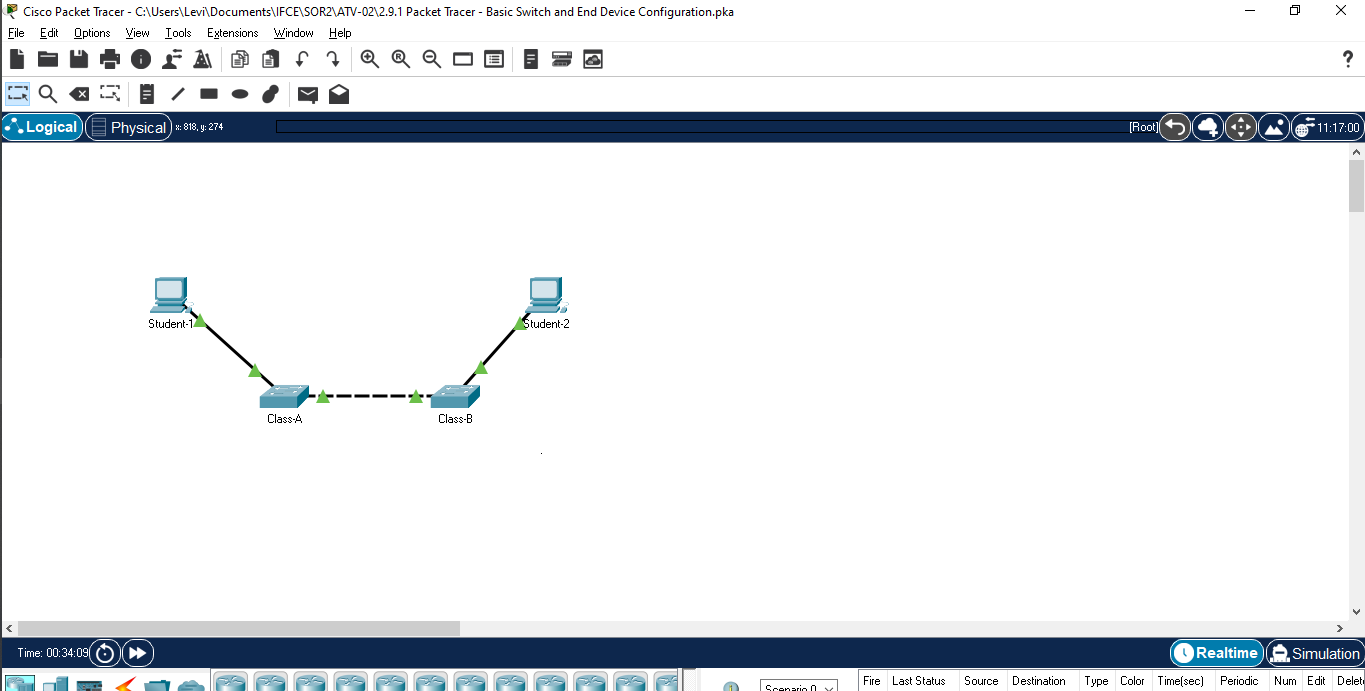 Cisco Packet Tracer - C:\Users\Levi\Documents\IFCE\SOR2\ATV-02\2.9.1 Packet Tracer - Basic Switch and End Device Configuration.pka
File Edit Options View Tools Extensions Window Help
?
Logical Physical x: 818, y: 274 [Root] 11:17:00
Student-1 Student-2
Class-A Class-B
Time: 00:34:09 Realtime Simulation
Scenario 0 Fire Last Status Source Destination Type Color Time(sec) Periodic Num Edit Delet